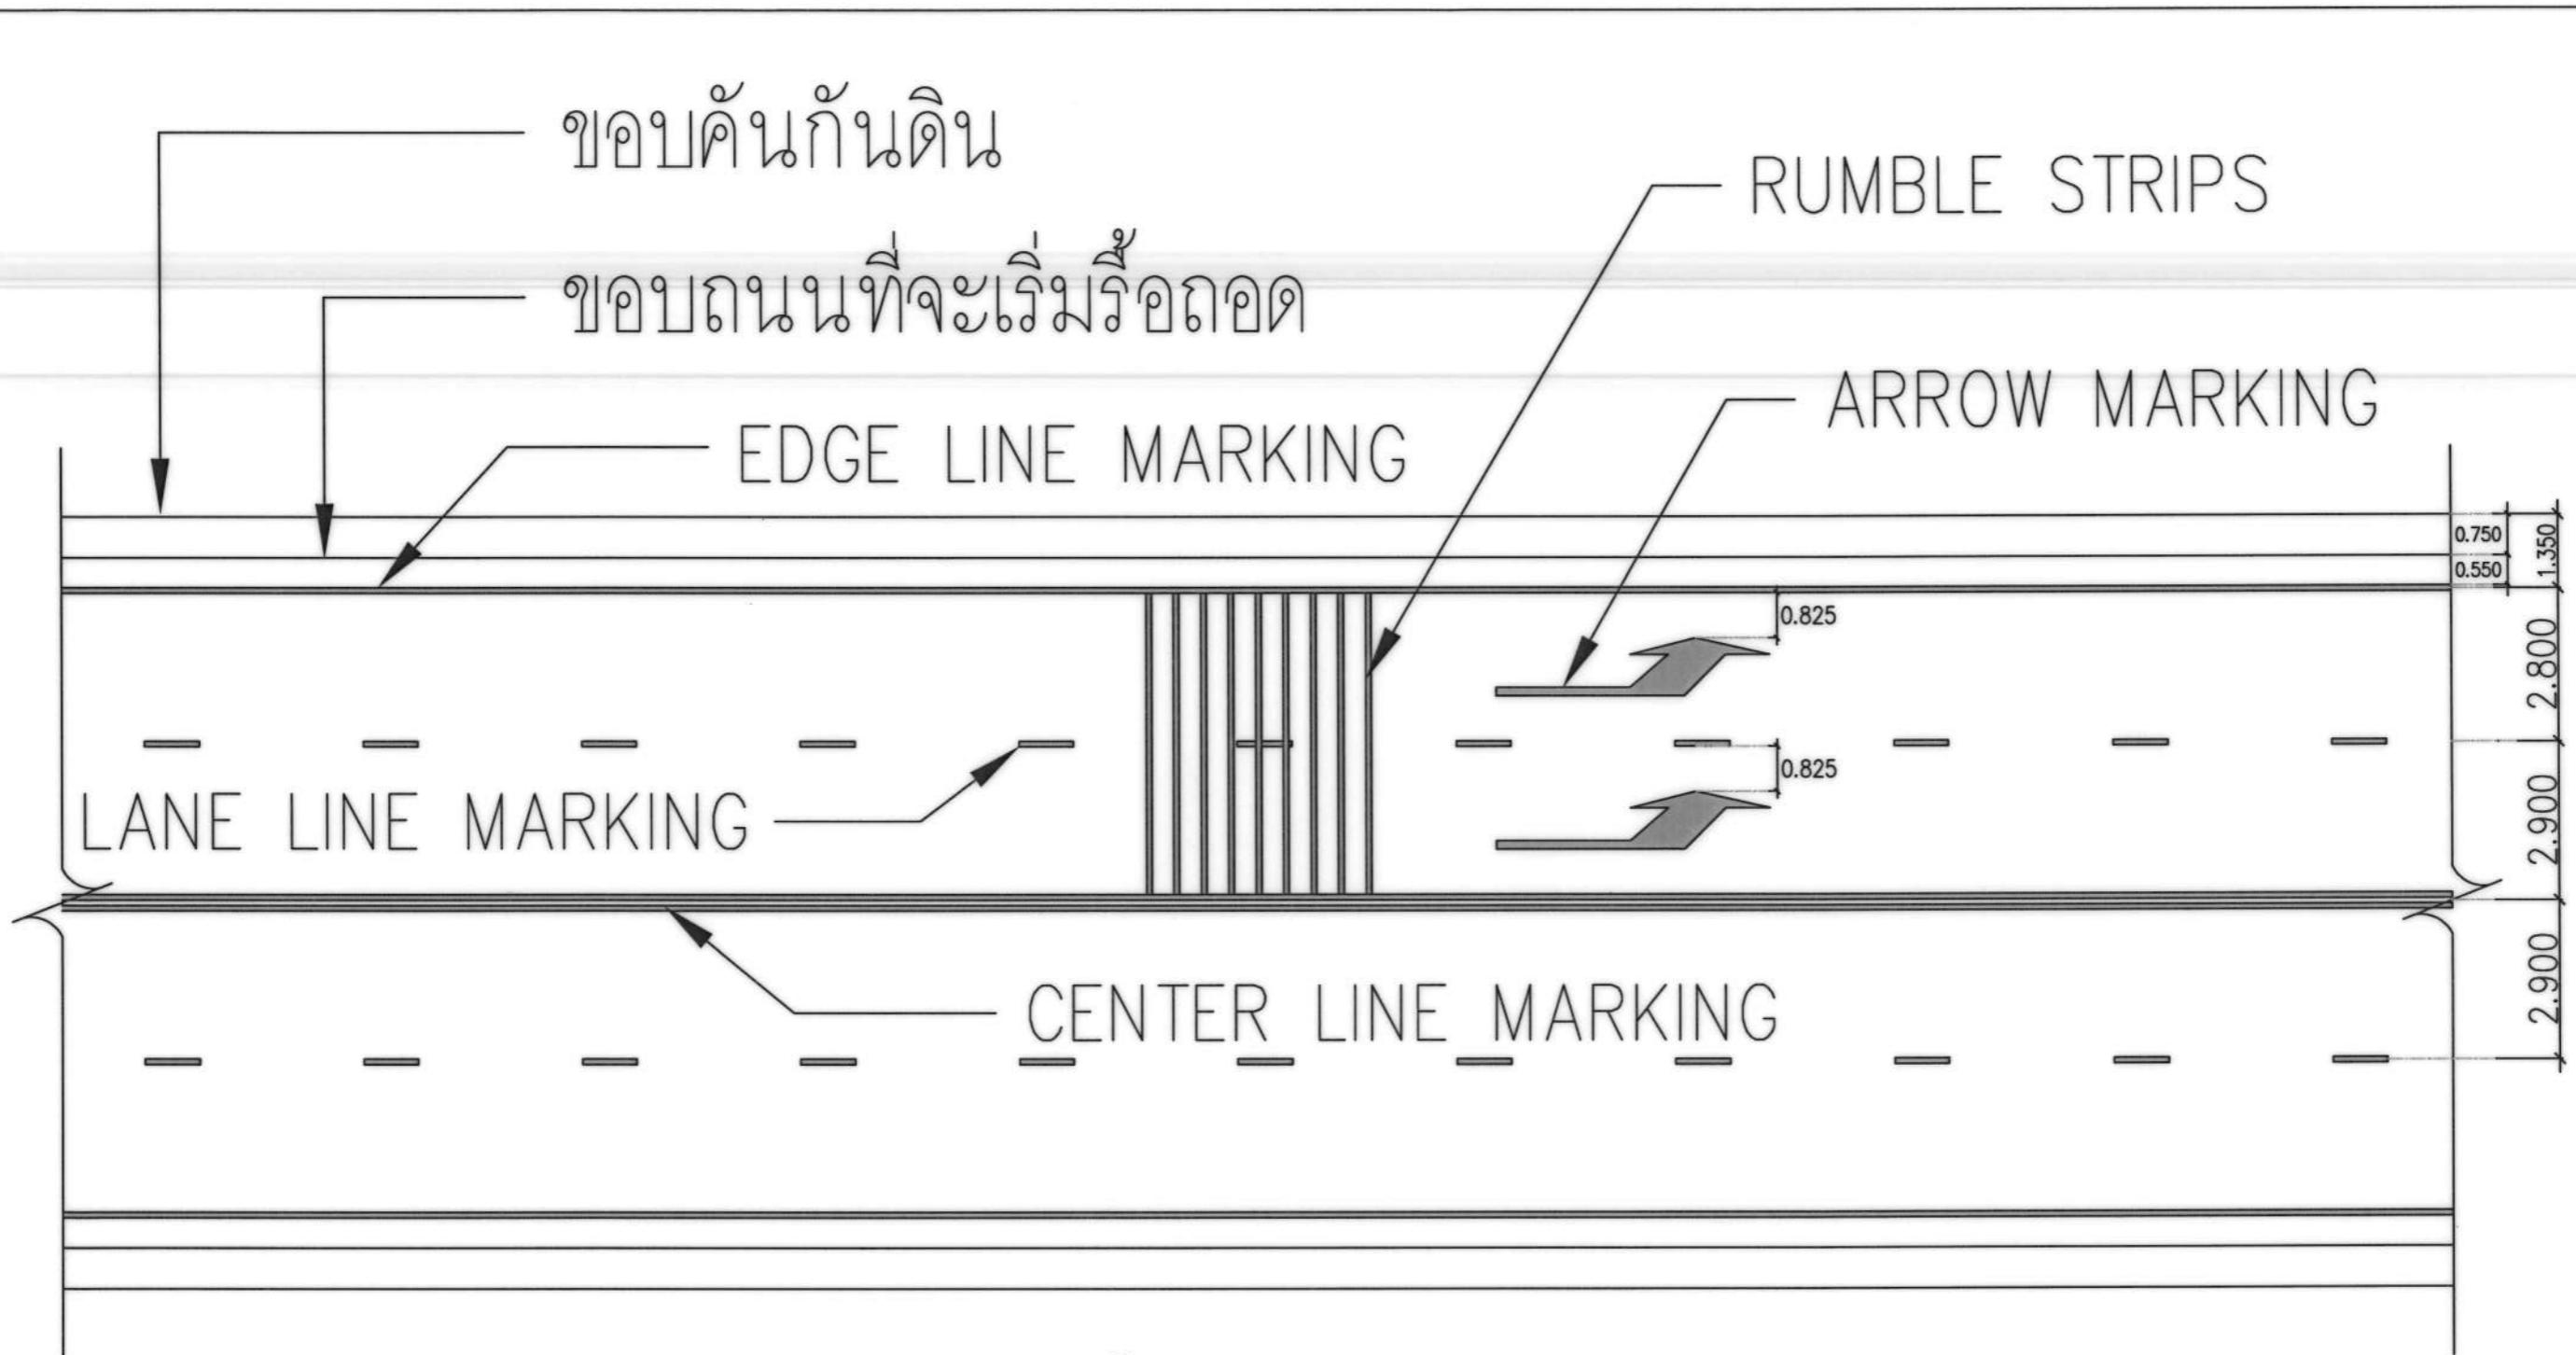 ขอบคันกันดิน
RUMBLE STRIPS
ขอบถนนที่จะเริ่มรื้อถอด
ARROW MARKING
EDGE LINE MARKING
0.750
1.350
0.550
0.825
2.800
0.825
LANE LINE MARKING
2.900
CENTER LINE MARKING
2.900